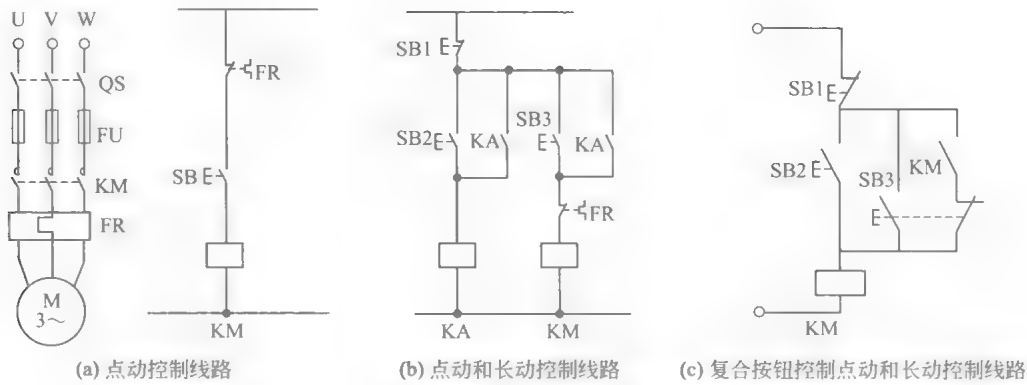 U V W
QS
FU
KM
FR
M
3～
FR
SB
KM
(a) 点动控制线路
SB1
SB2
KA
SB3
KA
FR
KA
KM
(b) 点动和长动控制线路
SB1
SB2
SB3
KM
KM
(c) 复合按钮控制点动和长动控制线路